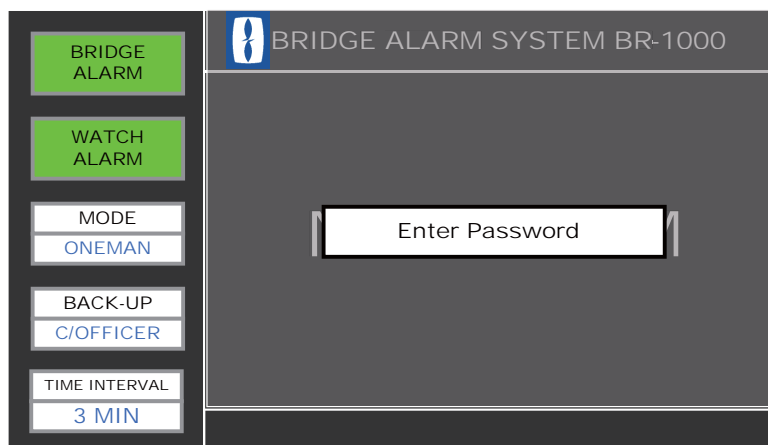 BRIDGE
ALARM
WATCH
ALARM
MODE
ONEMAN
BACK-UP
C/OFFICER
TIME INTERVAL
3 MIN
BRIDGE ALARM SYSTEM BR-1000
Enter Password